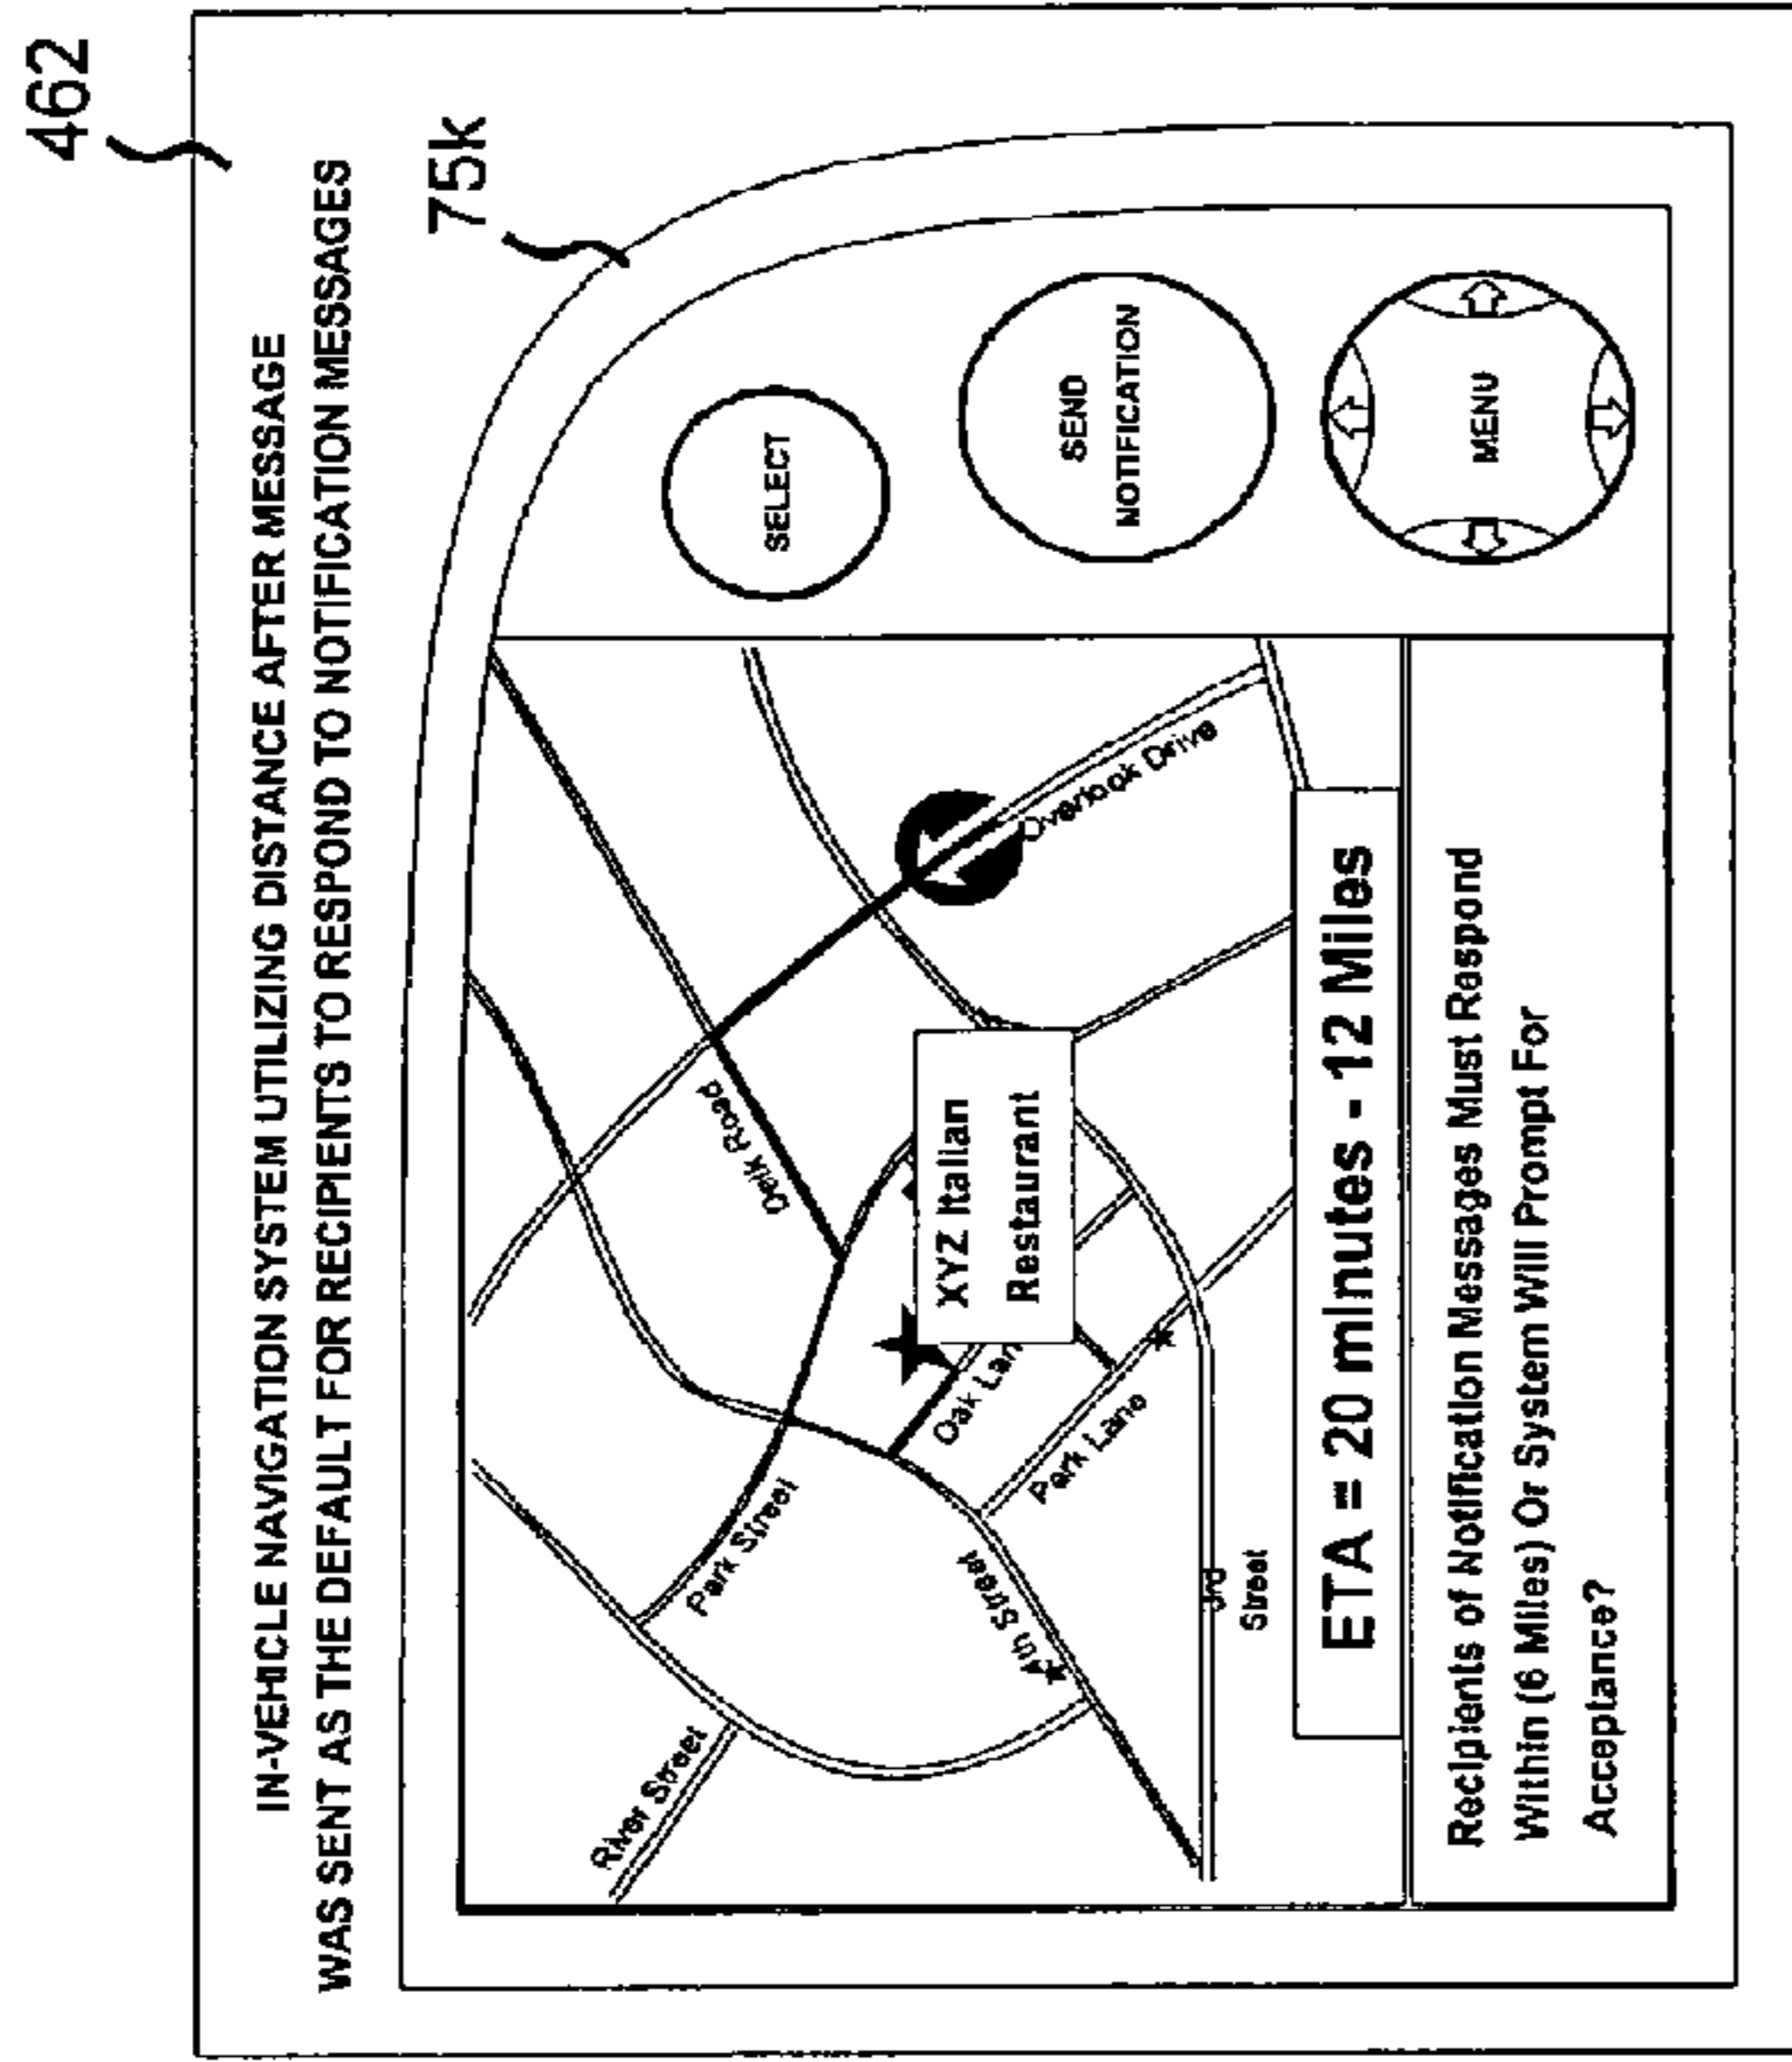 462
IN-VEHICLE NAVIGATION SYSTEM UTILIZING DISTANCE AFTER MESSAGE
WAS SENT AS THE DEFAULT FOR RECIPIENTS TO RESPOND TO NOTIFICATION MESSAGES
75k
River Street
Park Street
Delk Road
Overlook Drive
XYZ Italian
Restaurant
Oak Lan
Park Lane
4th Street
3rd
Street
ETA = 20 minutes - 12 Miles
Recipients of Notification Messages Must Respond
Within (6 Miles) Or System Will Prompt For
Acceptance?
SELECT
SEND
NOTIFICATION
MENU